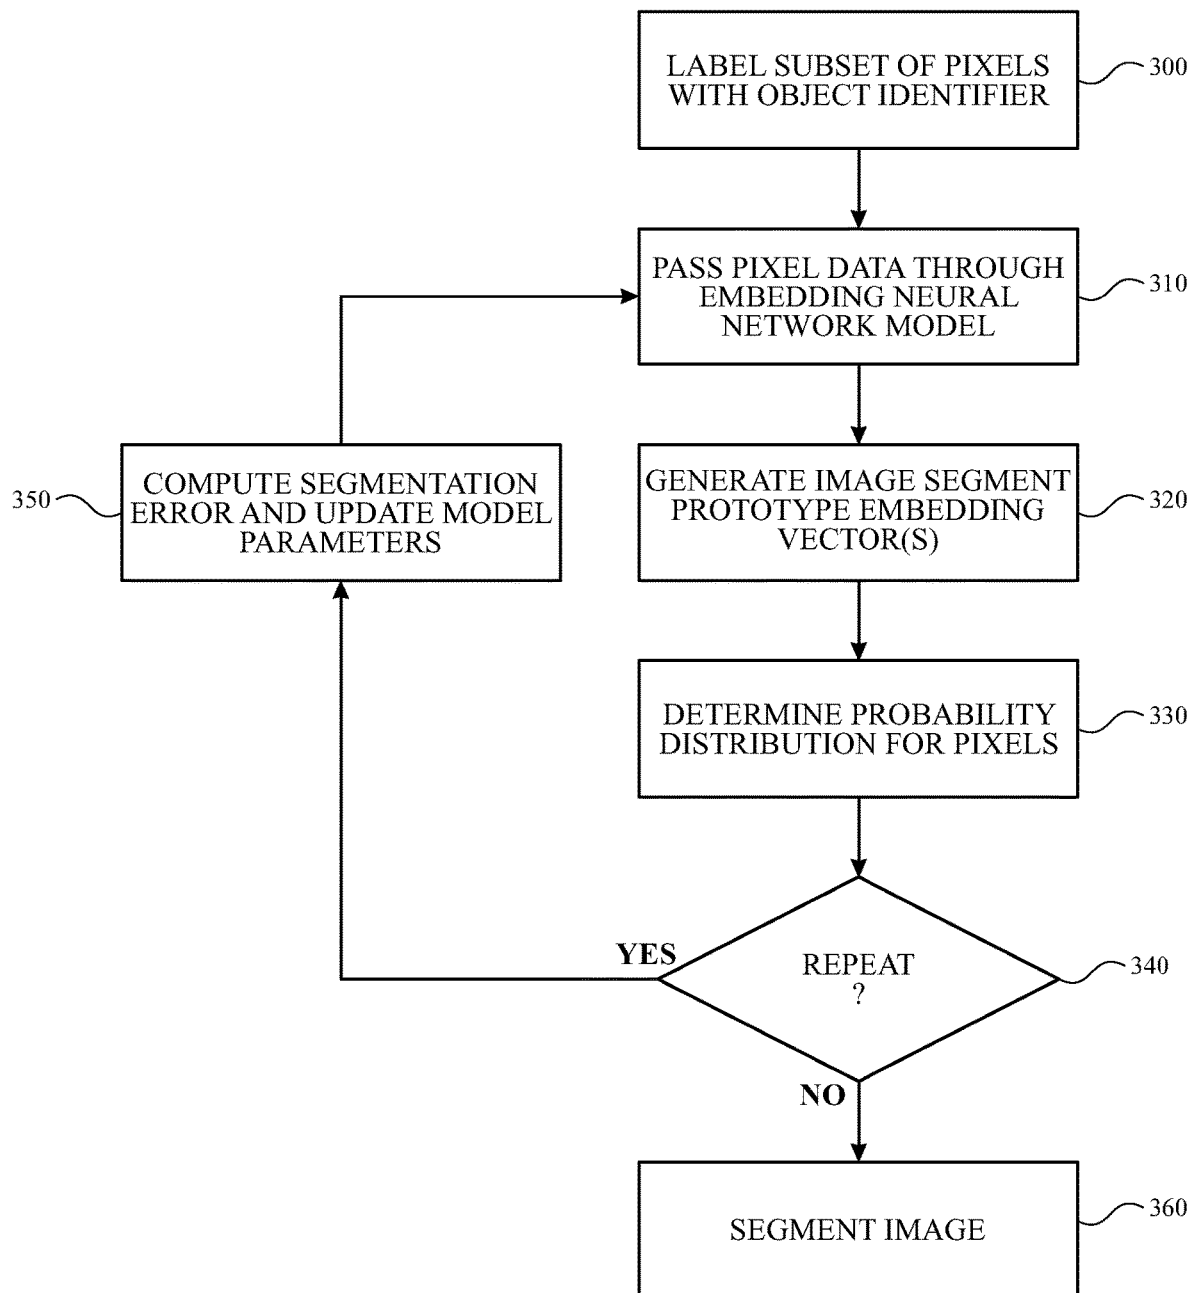 LABEL SUBSET OF PIXELS
WITH OBJECT IDENTIFIER
300
PASS PIXEL DATA THROUGH
EMBEDDING NEURAL
NETWORK MODEL
310
GENERATE IMAGE SEGMENT
PROTOTYPE EMBEDDING
VECTOR(S)
320
350
COMPUTE SEGMENTATION
ERROR AND UPDATE MODEL
PARAMETERS
DETERMINE PROBABILITY
DISTRIBUTION FOR PIXELS
330
YES
REPEAT
?
340
NO
SEGMENT IMAGE
360